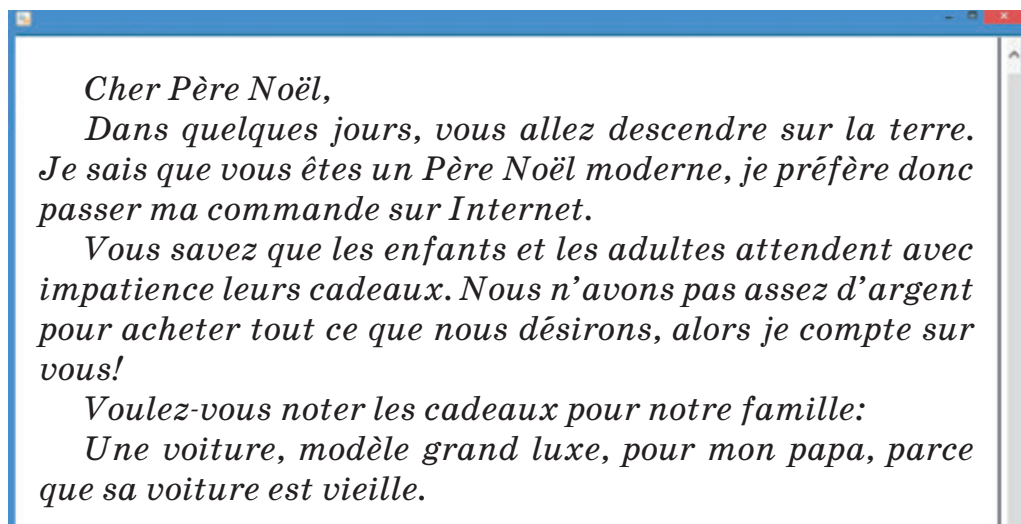 Cher Père Noël,
Dans quelques jours, vous allez descendre sur la terre.
Je sais que vous êtes un Père Noël moderne, je préfère donc
passer ma commande sur Internet.
Vous savez que les enfants et les adultes attendent avec
impatience leurs cadeaux. Nous n’avons pas assez d’argent
pour acheter tout ce que nous désirons, alors je compte sur
vous!
Voulez-vous noter les cadeaux pour notre famille:
Une voiture, modèle grand luxe, pour mon papa, parce
que sa voiture est vieille.